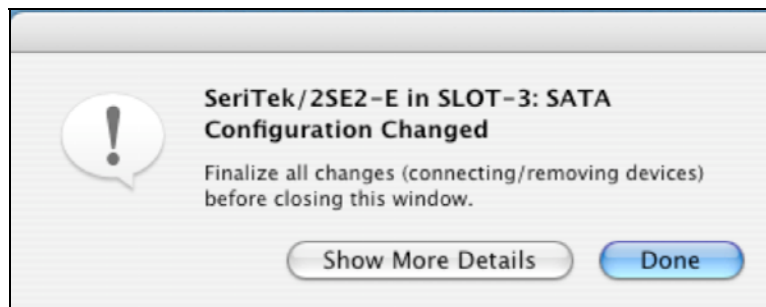 SeriTek/2SE2-E in SLOT-3: SATA
Configuration Changed
Finalize all changes (connecting/removing devices)
before closing this window.
Show More Details
Done